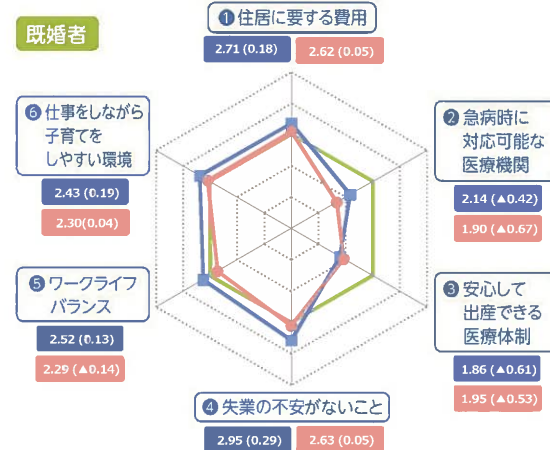 既婚者
❶住居に要する費用
2.71 (0.18) 2.62 (0.05)
❷急病時に
対応可能な
医療機関
2.14 (▲0.42)
1.90 (▲0.67)
❸安心して
出産できる
医療体制
1.86 (▲0.61)
1.95 (▲0.53)
❹失業の不安がないこと
2.95 (0.29) 2.63 (0.05)
❺ワークライフ
バランス
2.52 (0.13)
2.29 (▲0.14)
❻仕事をしながら
子育てを
しやすい環境
2.43 (0.19)
2.30(0.04)